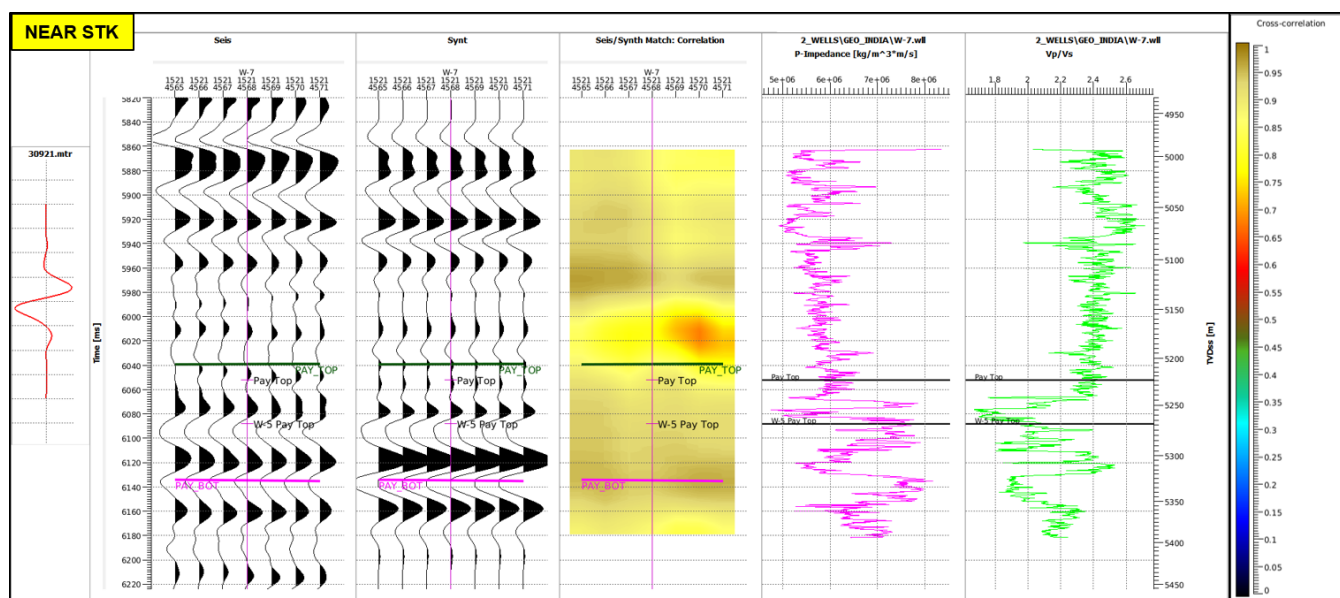 NEAR STK
Seis
Synt
Seis/Synth Match: Correlation
2_WELLS\GEO_INDIA\W-7.wll
P-Impedance [kg/m^3*m/s]
2_WELLS\GEO_INDIA\W-7.wll
Vp/Vs
Cross-correlation
W-7
1521 1521 1521 1521 1521 1521 1521
4565 4566 4567 4568 4569 4570 4571
W-7
1521 1521 1521 1521 1521 1521 1521
4565 4566 4567 4568 4569 4570 4571
W-7
1521 1521 1521 1521 1521 1521 1521
4565 4566 4567 4568 4569 4570 4571
5e+06 6e+06 7e+06 8e+06
1,8 2 2,2 2,4 2,6
30921.mtr
Time [ms]
5820
5840
5860
5880
5900
5920
5940
5960
5980
6000
6020
6040
6060
6080
6100
6120
6140
6160
6180
6200
6220
PAY_TOP
Pay Top
W-5 Pay Top
PAY_BOT
PAY_TOP
Pay Top
W-5 Pay Top
PAY_BOT
PAY_TOP
Pay Top
W-5 Pay Top
PAY_BOT
Pay Top
W-5 Pay Top
Pay Top
W-5 Pay Top
TVDss [m]
4950
5000
5050
5100
5150
5200
5250
5300
5350
5400
5450
1
0.95
0.9
0.85
0.8
0.75
0.7
0.65
0.6
0.55
0.5
0.45
0.4
0.35
0.3
0.25
0.2
0.15
0.1
0.05
0